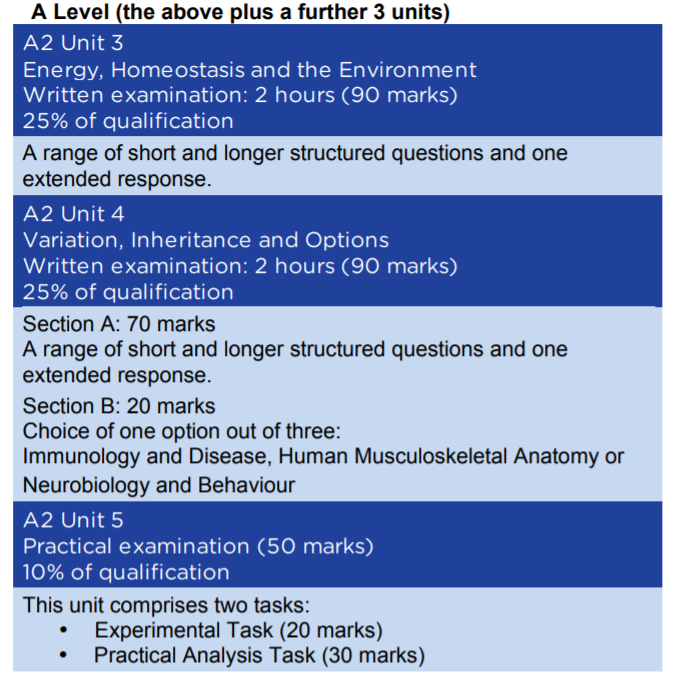 A Level (the above plus a further 3 units)
A2 Unit 3
Energy, Homeostasis and the Environment
Written examination: 2 hours (90 marks)
25% of qualification
A range of short and longer structured questions and one
extended response.
A2 Unit 4
Variation, Inheritance and Options
Written examination: 2 hours (90 marks)
25% of qualification
Section A: 70 marks
A range of short and longer structured questions and one
extended response.
Section B: 20 marks
Choice of one option out of three:
Immunology and Disease, Human Musculoskeletal Anatomy or
Neurobiology and Behaviour
A2 Unit 5
Practical examination (50 marks)
10% of qualification
This unit comprises two tasks:
• Experimental Task (20 marks)
• Practical Analysis Task (30 marks)